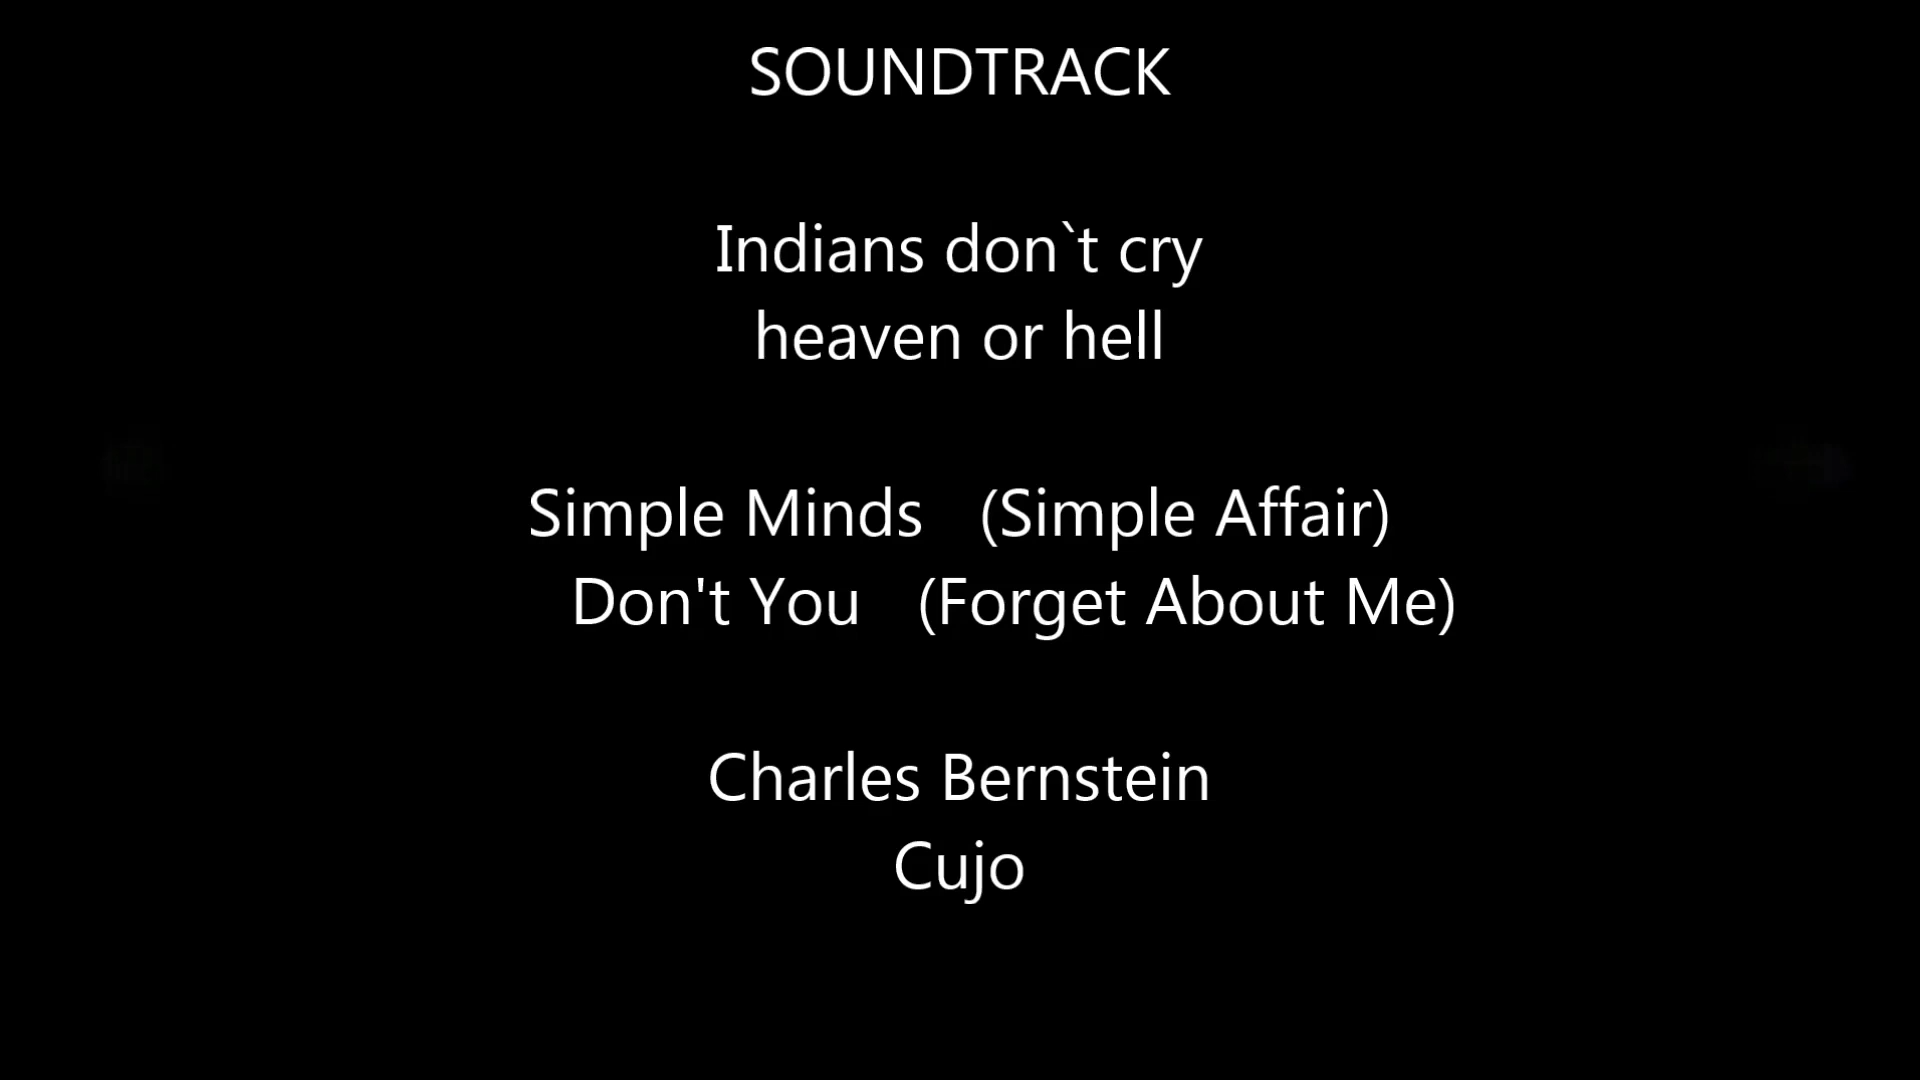 SOUNDTRACK
Indians don`t cry
heaven or hell
Simple Minds (Simple Affair)
Don't You (Forget About Me)
Charles Bernstein
Cujo